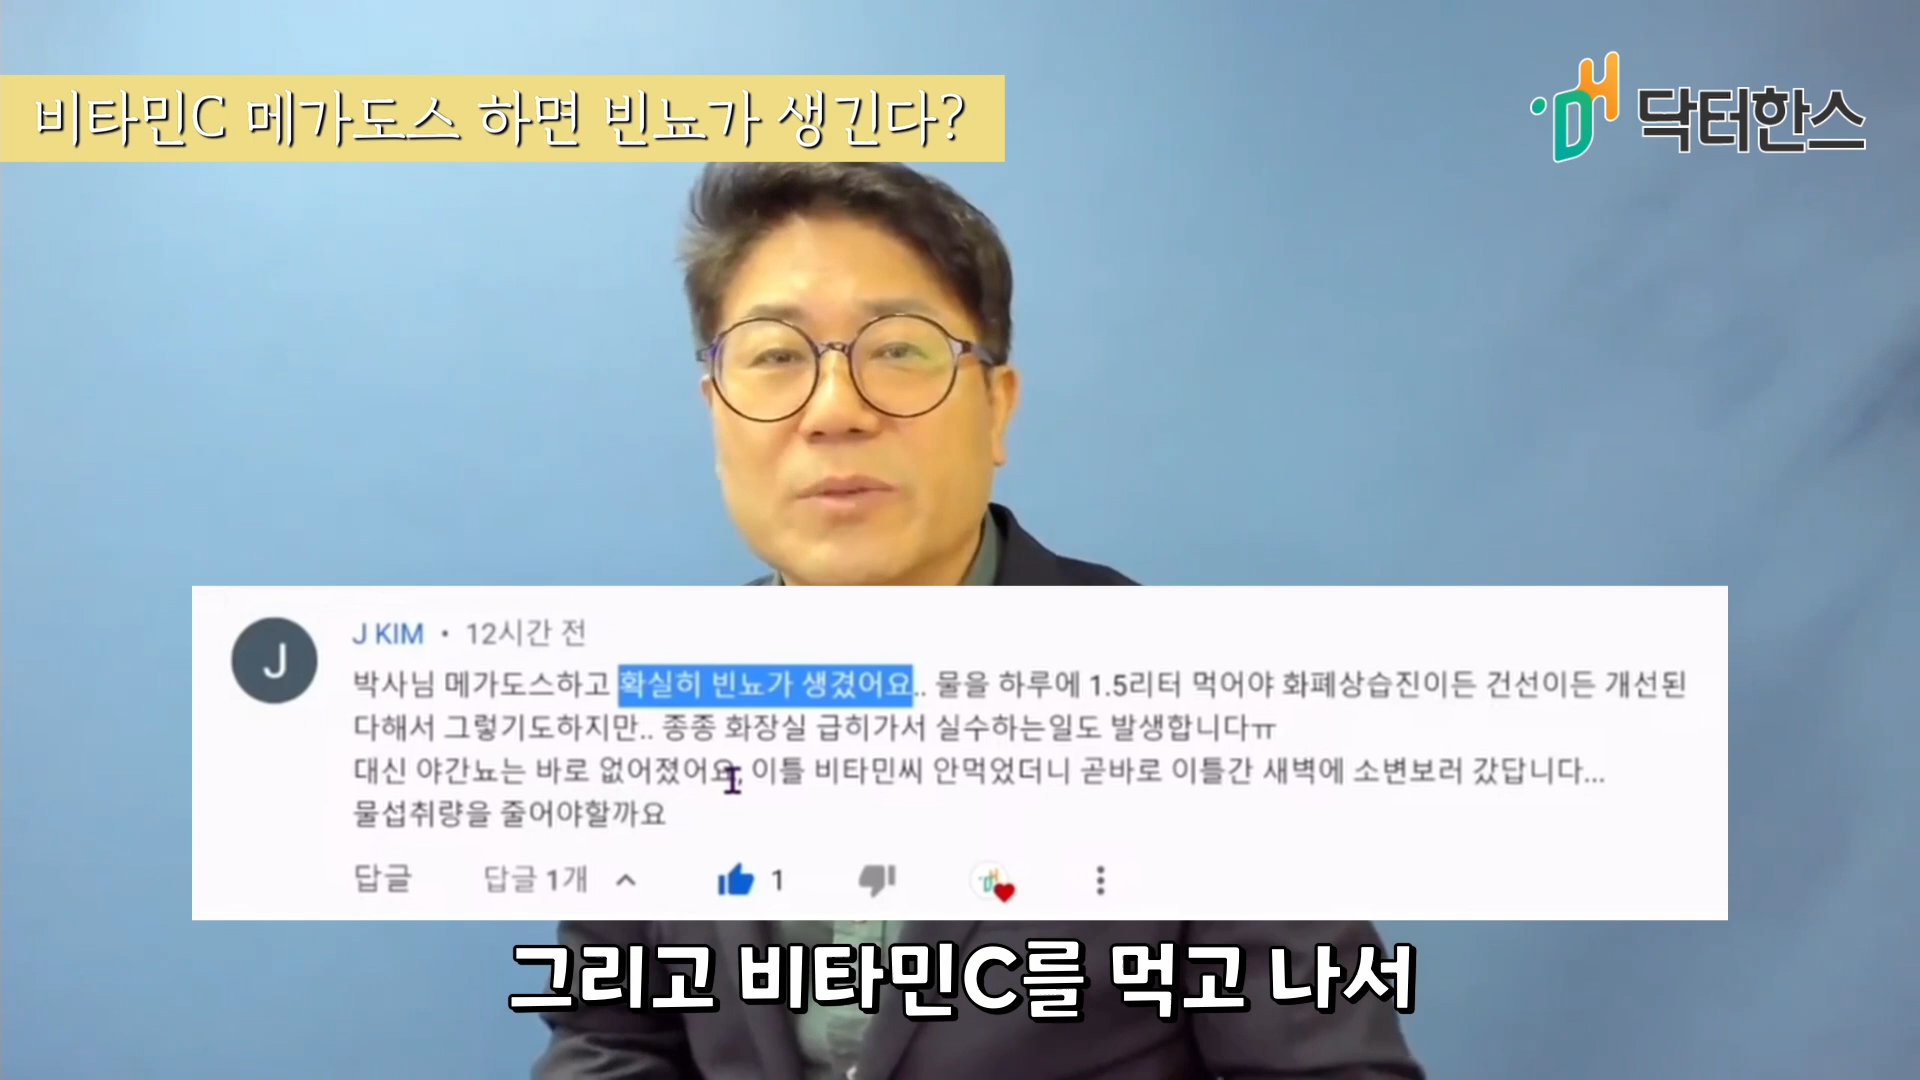 비타민C 메가도스 하면 빈뇨가 생긴다?
닥터한스
J
J KIM • 12시간 전
박사님 메가도스하고 확실히 빈뇨가 생겼어요.. 물을 하루에 1.5리터 먹어야 화폐상습진이든 건선이든 개선된
다해서 그렇기도하지만.. 종종 화장실 급히가서 실수하는일도 발생합니다ㅠ
대신 야간뇨는 바로 없어졌어요, 이틀 비타민씨 안먹었더니 곧바로 이틀간 새벽에 소변보러 갔답니다...
물섭취량을 줄어야할까요
답글 답글 1개 1
그리고 비타민C를 먹고 나서